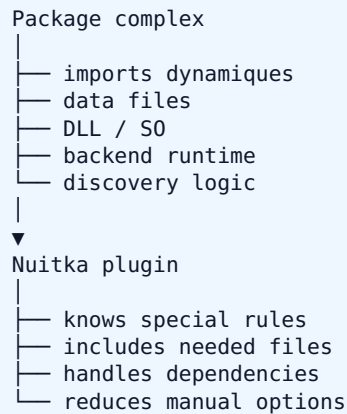 Package complex
│
├── imports dynamiques
├── data files
├── DLL / SO
├── backend runtime
└── discovery logic
│
▼
Nuitka plugin
│
├── knows special rules
├── includes needed files
├── handles dependencies
└── reduces manual options